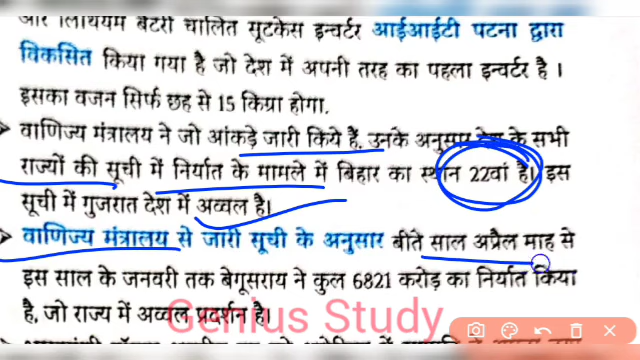 और लिथियम बैटरी चालित सूटकेस इन्वर्टर आईआईटी पटना द्वारा
विकसित किया गया है जो देश में अपनी तरह का पहला इन्वर्टर है ।
इसका वजन सिर्फ छह से 15 किग्रा होगा.
➤ वाणिज्य मंत्रालय ने जो आंकड़े जारी किये है, उनके अनुसार देश के सभी
राज्यों की सूची में निर्यात के मामले में बिहार का स्थान 22वां है। इस
सूची में गुजरात देश में अव्वल है।
➤ वाणिज्य मंत्रालय से जारी सूची के अनुसार बीते साल अप्रैल माह से
इस साल के जनवरी तक बेगूसराय ने कुल 6821 करोड़ का निर्यात किया
है, जो राज्य में अव्वल प्रदर्शन है।
Genius Study